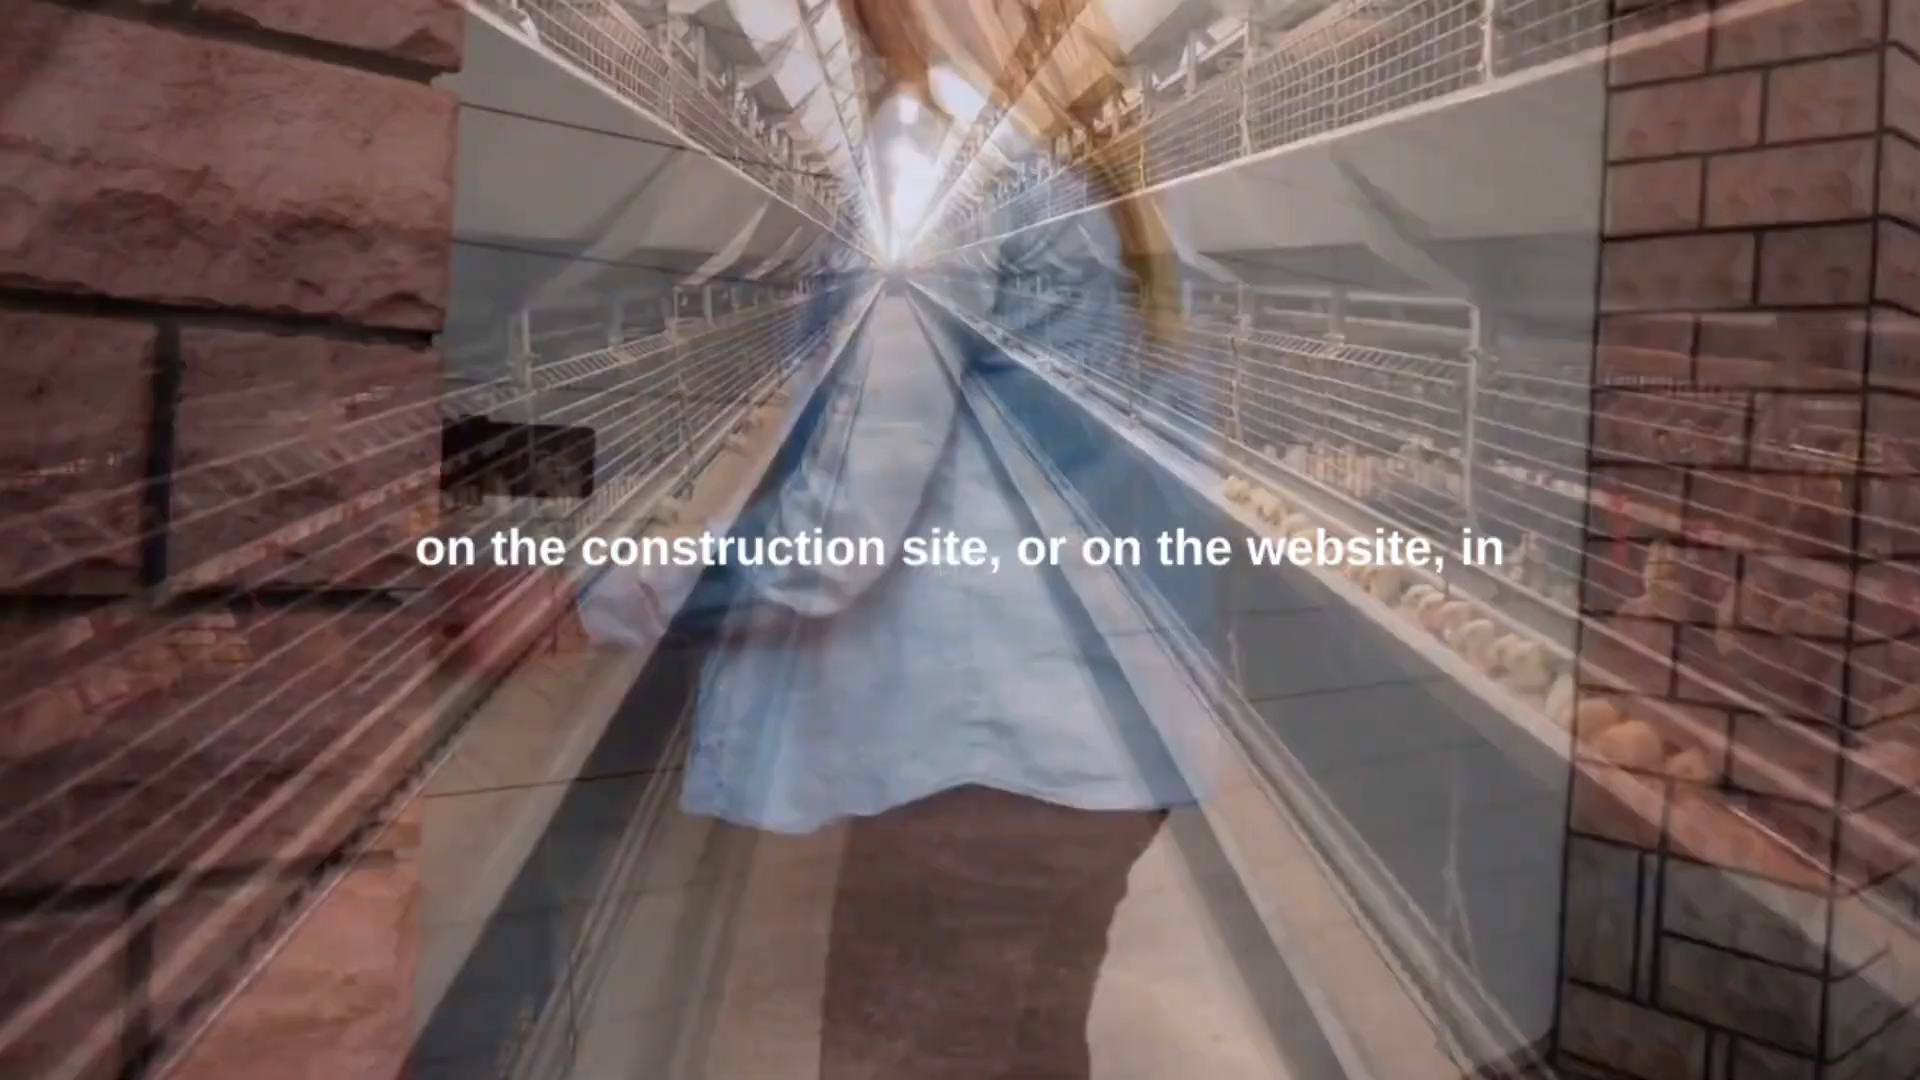 on the construction site, or on the website, in